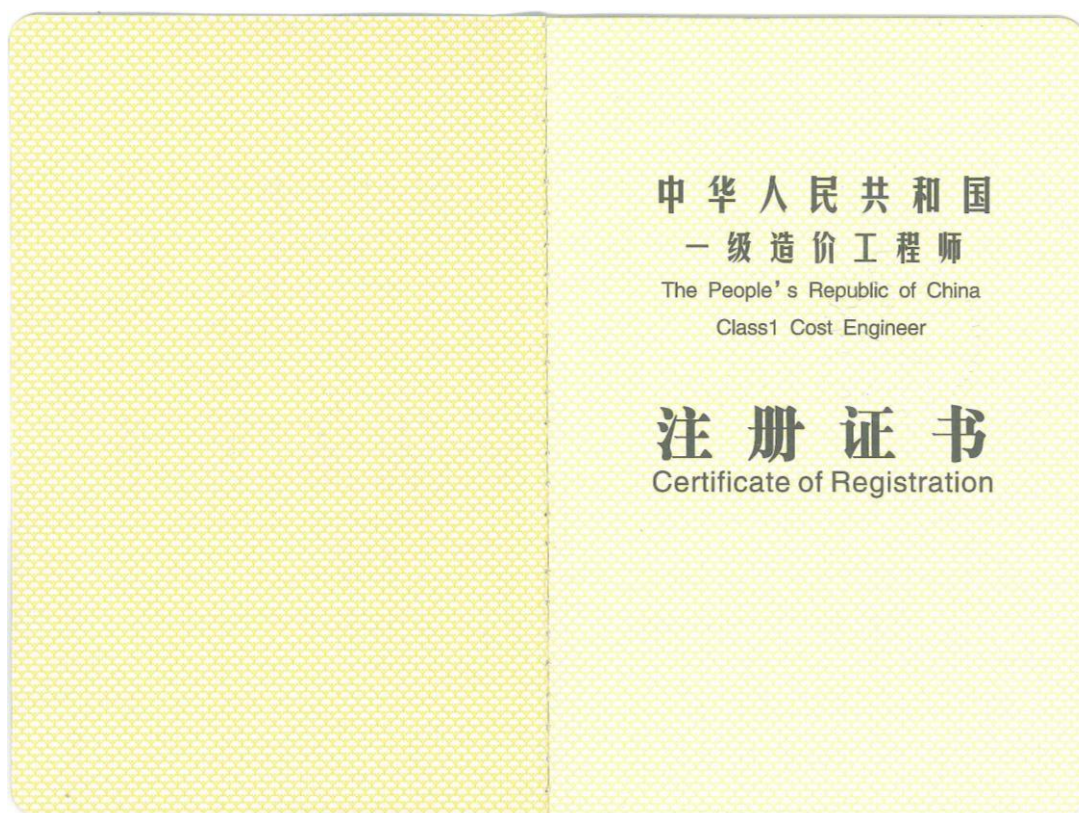 中华人民共和国
一级造价工程师
The People's Republic of China
Class1 Cost Engineer
注册证书
Certificate of Registration